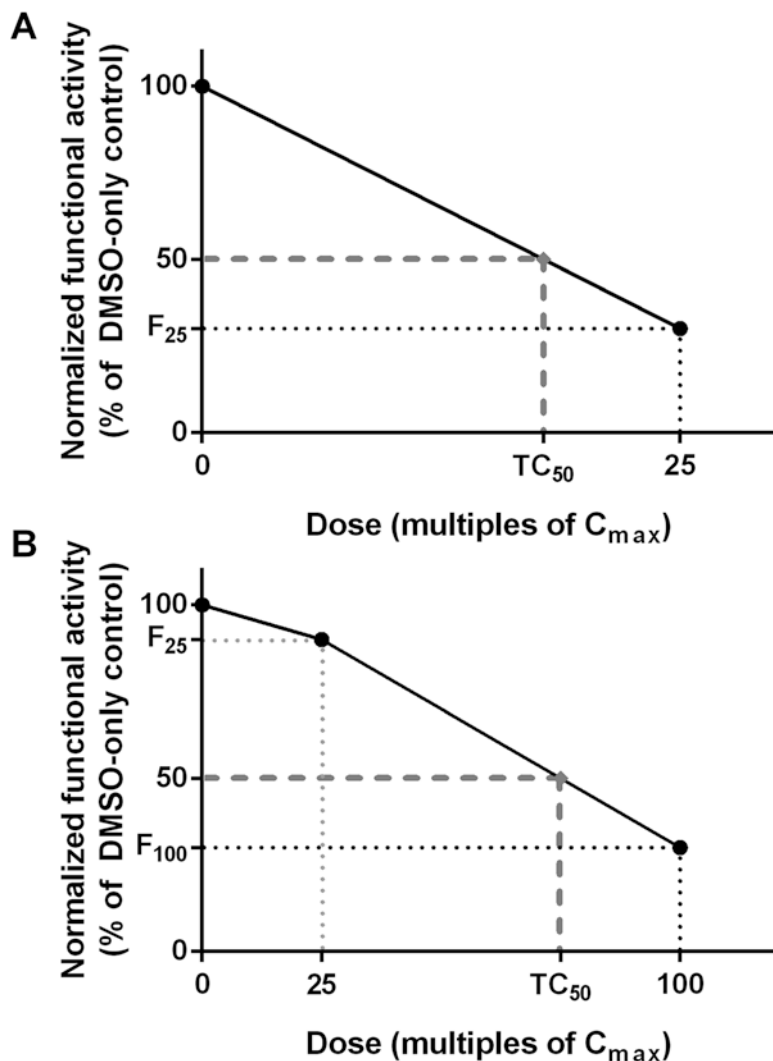 A
Normalized functional activity
(% of DMSO-only control)
100
50
F₂₅
0
0 TC₅₀ 25
Dose (multiples of Cₘₐₓ)
B
Normalized functional activity
(% of DMSO-only control)
100
F₂₅
50
F₁₀₀
0
0 25 TC₅₀ 100
Dose (multiples of Cₘₐₓ)